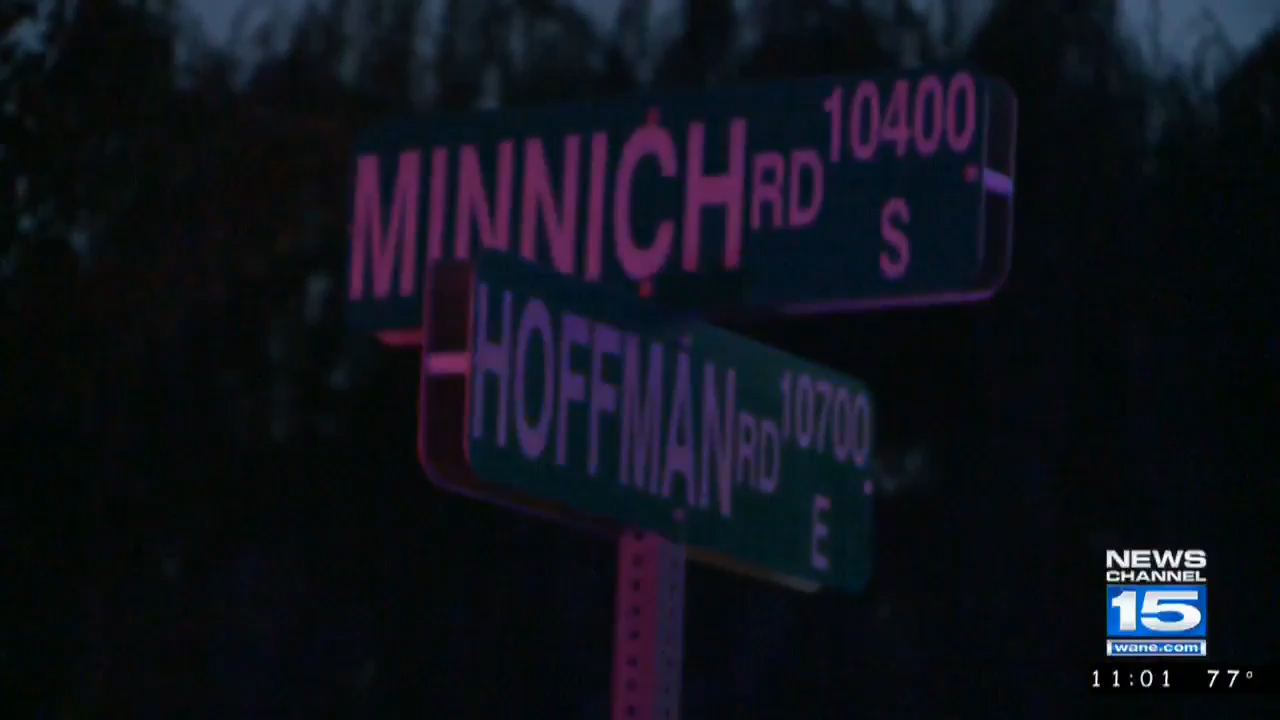 MINNICH RD 10400
S
HOFFMAN RD 10700
E
NEWS
CHANNEL
15
wane.com
11:01 77°